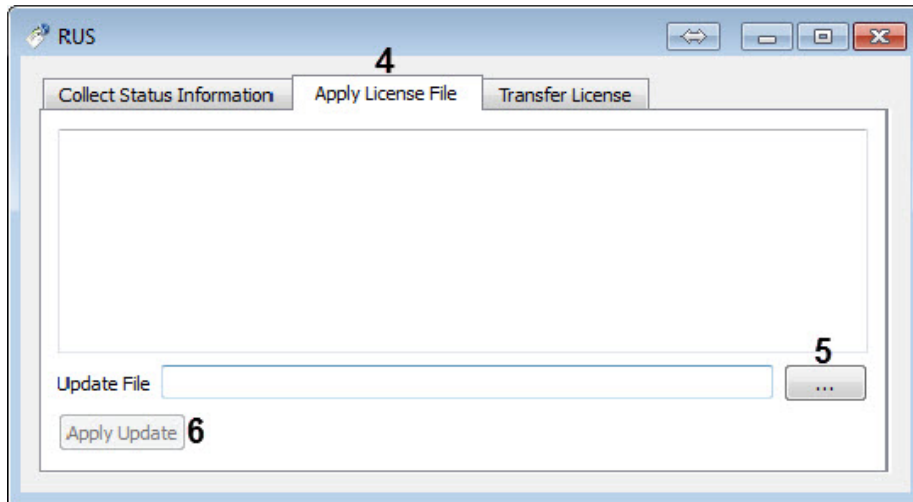 RUS
4
Collect Status Information Apply License File Transfer License
5
Update File ...
Apply Update 6